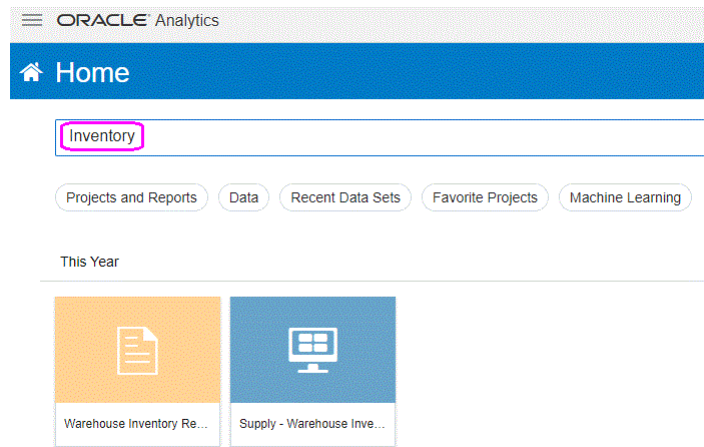 ORACLE Analytics
Home
Inventory
Projects and Reports Data Recent Data Sets Favorite Projects Machine Learning
This Year
Warehouse Inventory Re... Supply - Warehouse Inve...